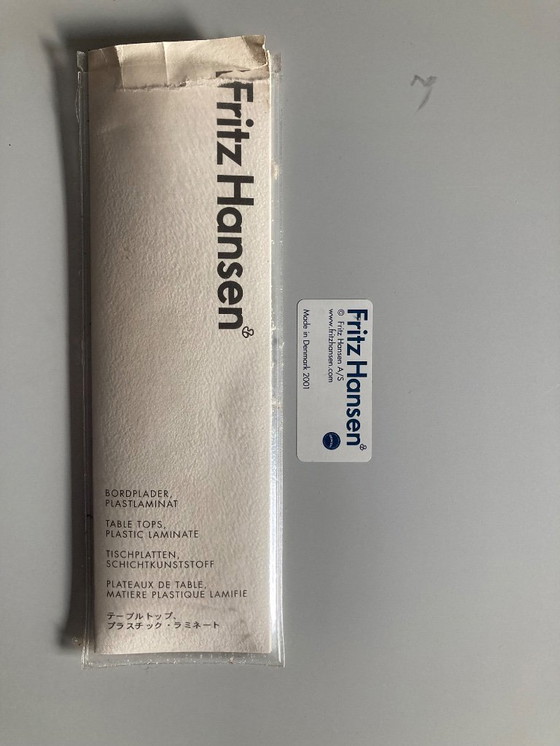 Fritz Hansen
BORDPLADER,
PLASTLAMINAT
TABLE TOPS,
PLASTIC LAMINATE
TISCHPLATTEN,
SCHICHTKUNSTSTOFF
PLATEAUX DE TABLE,
MATIERE PLASTIQUE LAMIFIE
テーブルトップ、
プラスチック・ラミネート
Fritz Hansen
© Fritz Hansen A/S
www.fritzhansen.com
Made in Denmark 2001